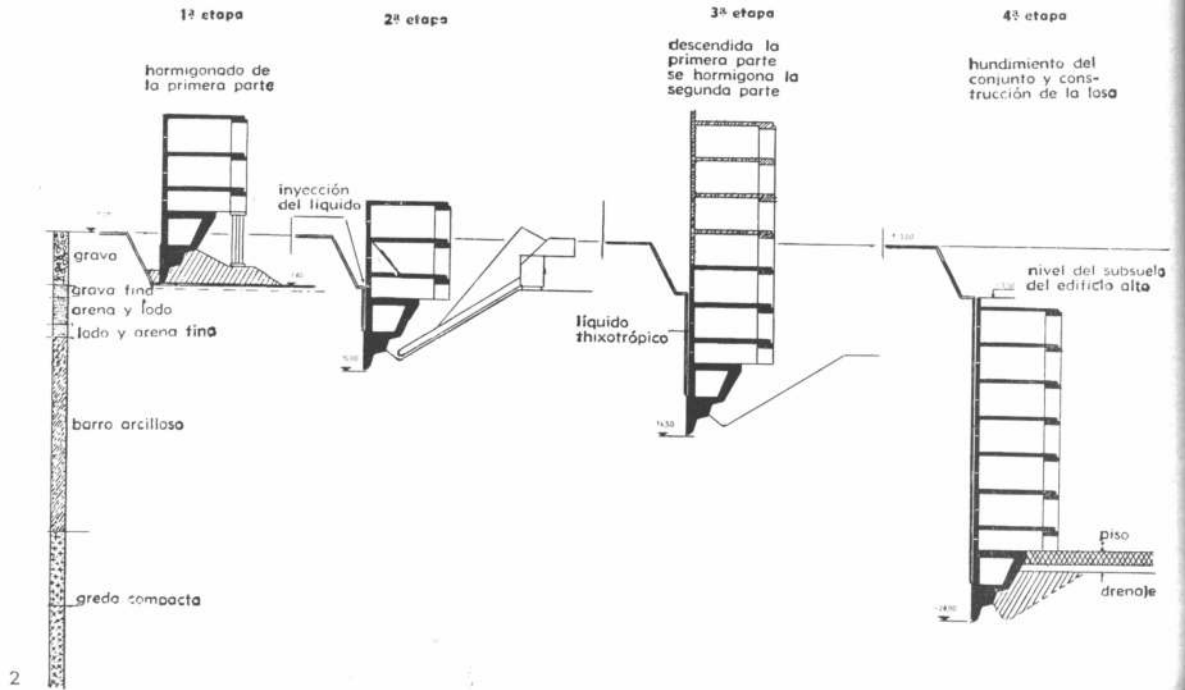 1ª etapa
hormigonado de
la primera parte
2ª etapa
inyección
del líquido
3ª etapa
descendida la
primera parte
se hormigona la
segunda parte
líquido
thixotrópico
4ª etapa
hundimiento del
conjunto y cons-
trucción de la losa
nivel del subsuelo
del edificio alto
piso
drenaje
grava
grava fina
arena y lodo
lodo y arena fina
barro arcilloso
greda compacta
2